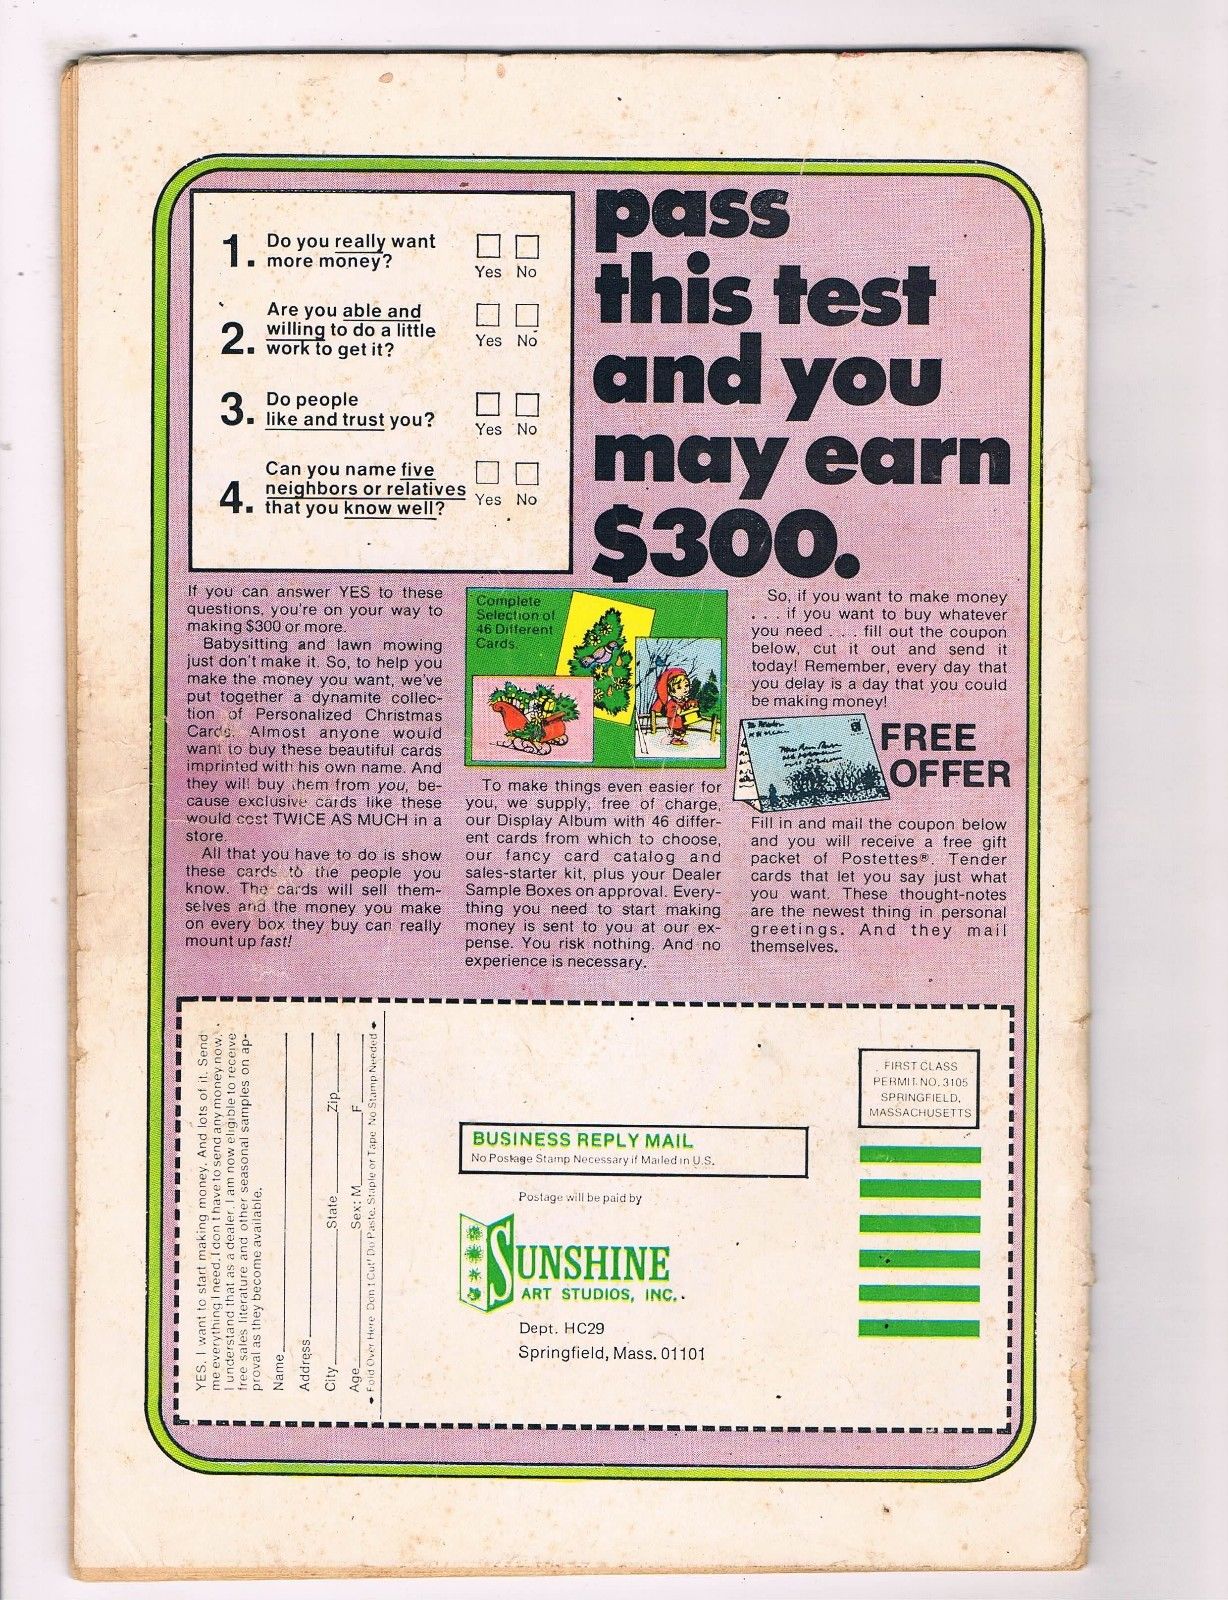 pass
this test
and you
may earn
$300.
1. Do you really want
more money?
Yes No
2. Are you able and
willing to do a little
work to get it?
Yes No
3. Do people
like and trust you?
Yes No
4. Can you name five
neighbors or relatives
that you know well?
Yes No
If you can answer YES to these
questions, you're on your way to
making $300 or more.
Babysitting and lawn mowing
just don't make it. So, to help you
make the money you want, we've
put together a dynamite collec-
tion of Personalized Christmas
Cards. Almost anyone would
want to buy these beautiful cards
imprinted with his own name. And
they will buy them from you, be-
cause exclusive cards like these
would cost TWICE AS MUCH in a
store.
All that you have to do is show
these cards to the people you
know. The cards will sell them-
selves and the money you make
on every box they buy can really
mount up fast!
Complete
Selection of
46 Different
Cards.
To make things even easier for
you, we supply, free of charge,
our Display Album with 46 differ-
ent cards from which to choose,
our fancy card catalog and
sales-starter kit, plus your Dealer
Sample Boxes on approval. Every-
thing you need to start making
money is sent to you at our ex-
pense. You risk nothing. And no
experience is necessary.
So, if you want to make money
. . . if you want to buy whatever
you need . . . fill out the coupon
below, cut it out and send it
today! Remember, every day that
you delay is a day that you could
be making money!
FREE
OFFER
Fill in and mail the coupon below
and you will receive a free gift
packet of Postettes®. Tender
cards that let you say just what
you want. These thought-notes
are the newest thing in personal
greetings. And they mail
themselves.
YES, I want to start making money. And lots of it. Send
me everything I need. I don't have to send any money now.
I understand that as a dealer, I am now eligible to receive
free sales literature and other seasonal samples on ap-
proval as they become available.
Name
Address
City State Zip
Age Sex: M F
Fold Over Here. Don't Cut! Do Paste, Staple or Tape. No Stamp Needed
FIRST CLASS
PERMIT NO. 3105
SPRINGFIELD,
MASSACHUSETTS
BUSINESS REPLY MAIL
No Postage Stamp Necessary if Mailed in U.S.
Postage will be paid by
SUNSHINE
ART STUDIOS, INC.
Dept. HC29
Springfield, Mass. 01101